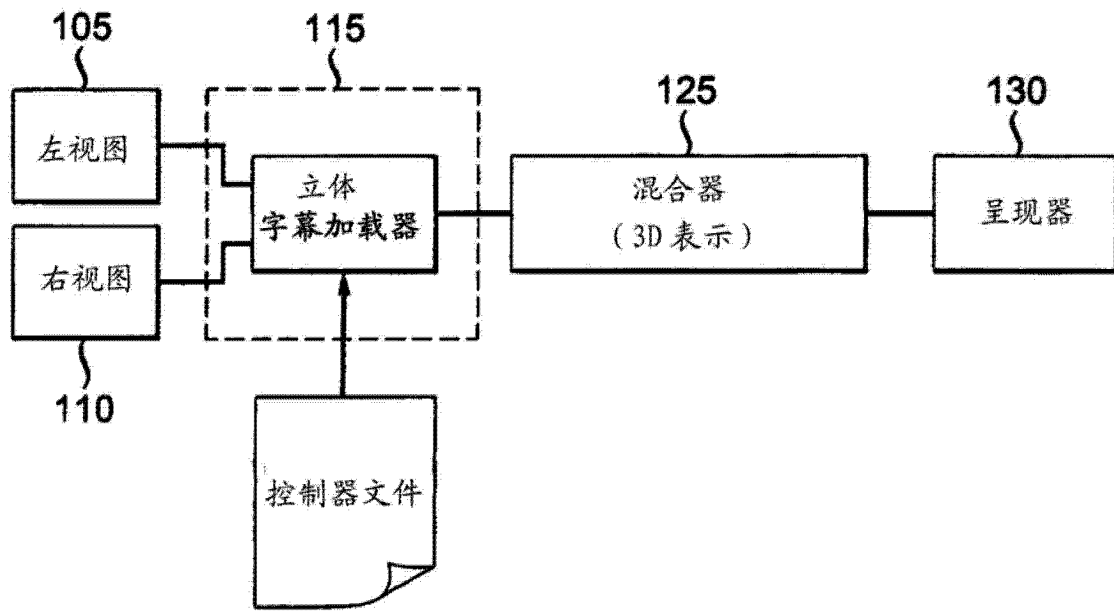 105
115
125
130
左视图
立体
字幕加载器
混合器
(3D 表示)
呈现器
右视图
110
控制器文件